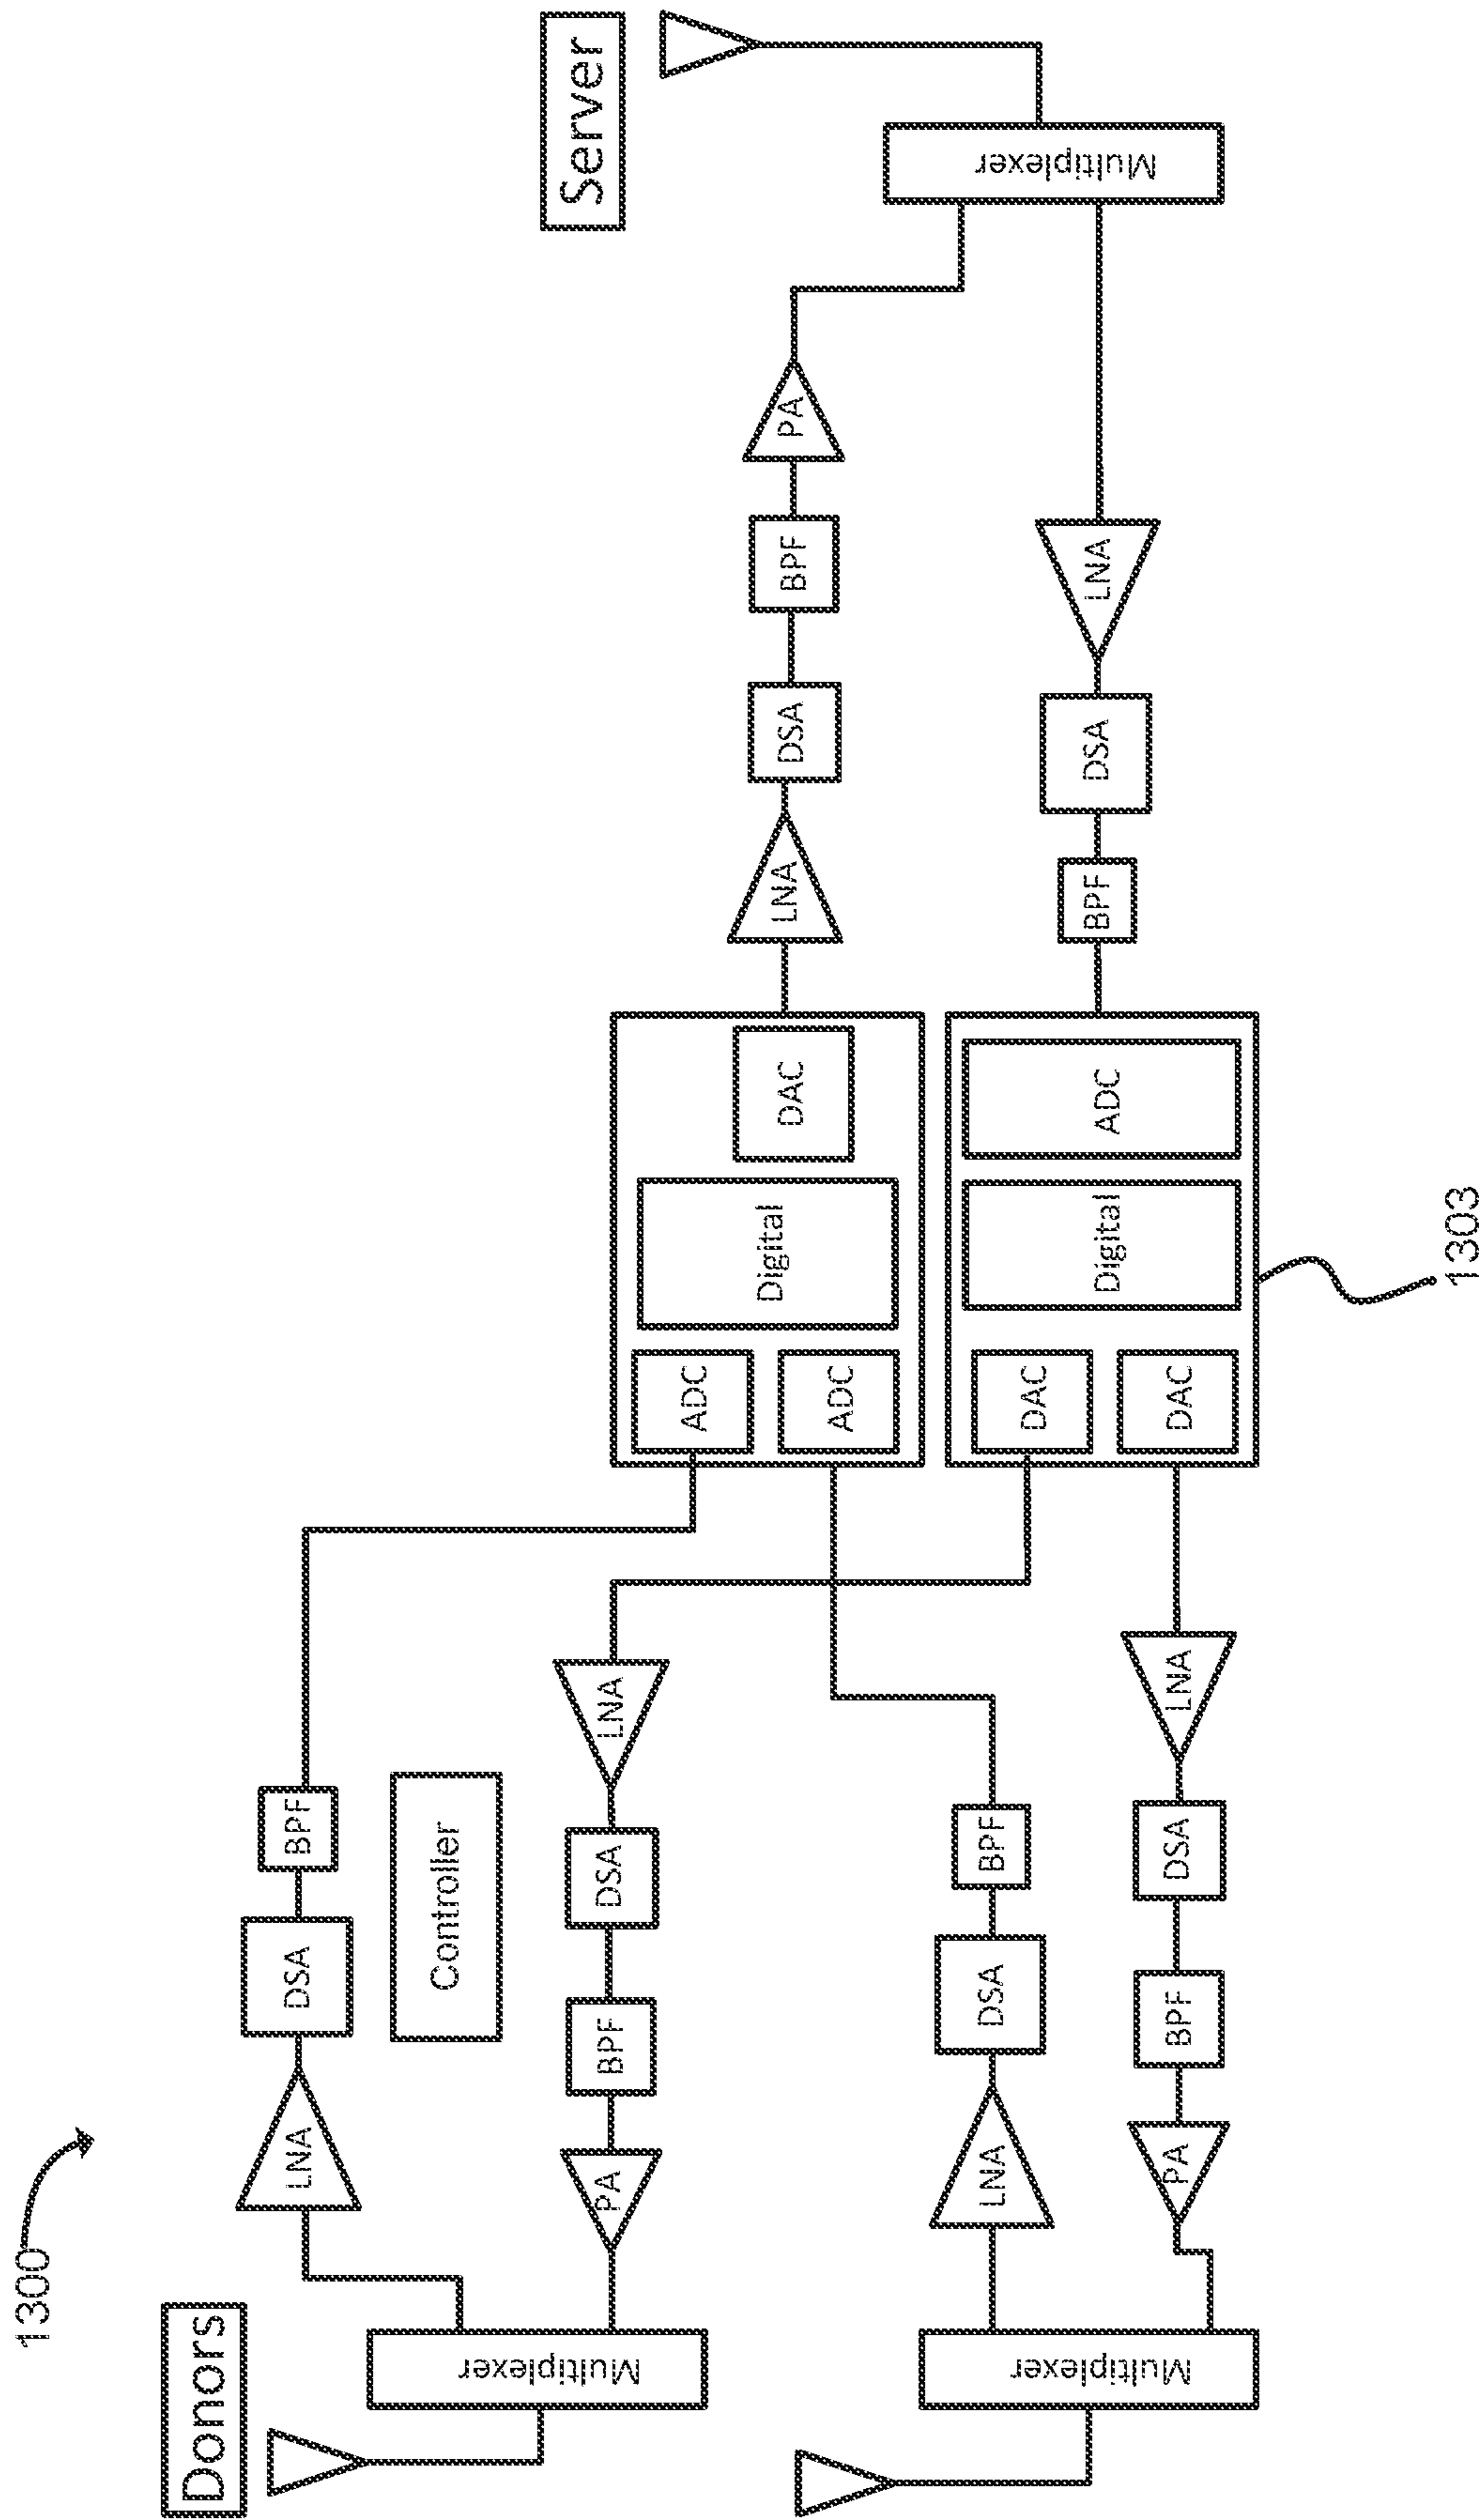 1300
Donors
Server
LNA
DSA
BPF
Controller
Multiplexer
PA
BPF
DSA
LNA
ADC
ADC
Digital
DAC
LNA
DSA
BPF
PA
Multiplexer
Multiplexer
LNA
DSA
BPF
PA
BPF
DSA
LNA
DAC
DAC
Digital
ADC
BPF
DSA
LNA
1303